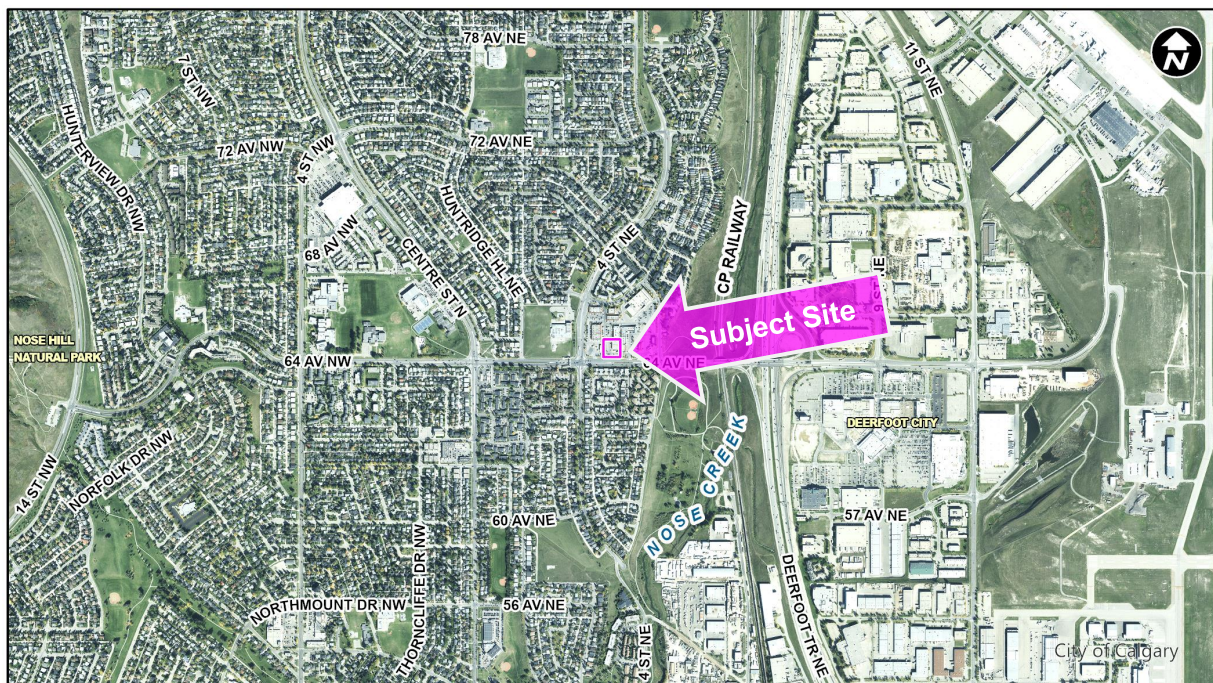 78 AV NE
11 ST NE
N
7 ST NW
HUNTERVIEW DR NW
72 AV NW
4 ST NW
72 AV NE
HUNTRIDGE HL NE
68 AV NW
CENTRE ST N
4 ST NE
CP RAILWAY
Subject Site
NOSE HILL
NATURAL PARK
64 AV NW
14 ST NW
NORFOLK DR NW
DEERFOOT CITY
NOSE CREEK
60 AV NE
57 AV NE
NORTHMOUNT DR NW
THORNCLIFFE DR NW
56 AV NE
4 ST NE
DEERFOOT TR NE
City of Calgary